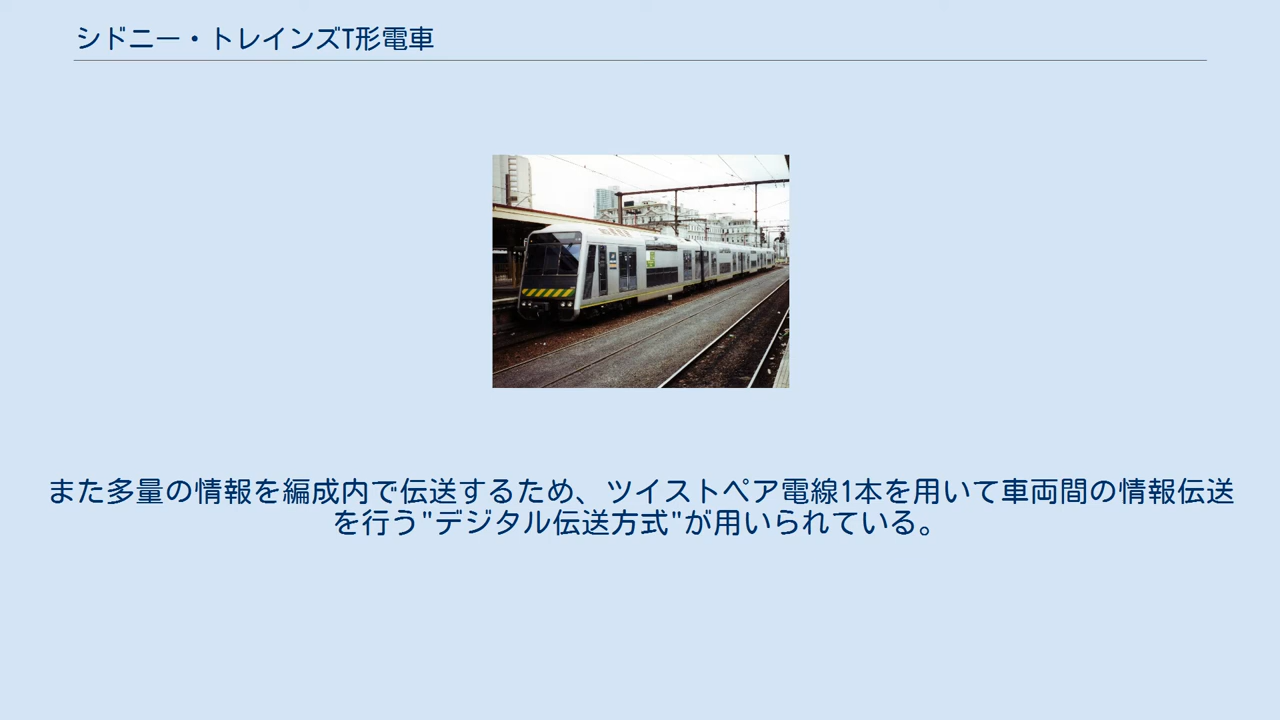 シドニー・トレインズT形電車
また多量の情報を編成内で伝送するため、ツイストペア電線1本を用いて車両間の情報伝送
を行う"デジタル伝送方式"が用いられている。